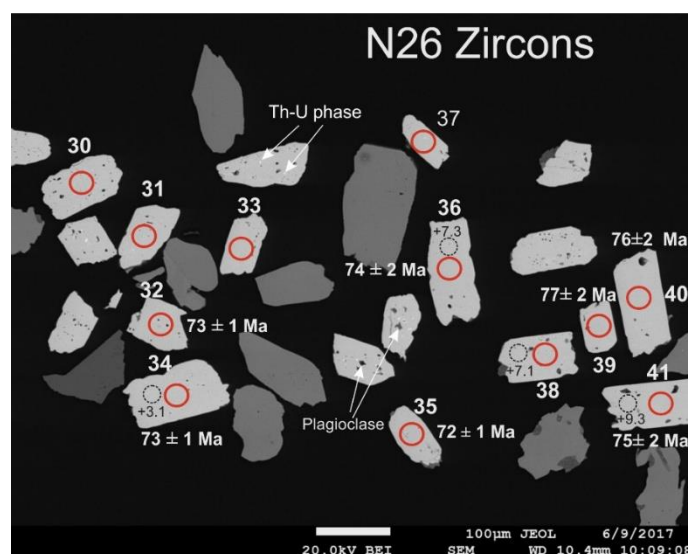 N26 Zircons
Th-U phase
37
30
31
33
36
+7.3
76±2 Ma
74 ± 2 Ma
77± 2 Ma
40
32
73 ± 1 Ma
39
34
+7.1
38
41
+3.1
Plagioclase
35
+9.3
73 ± 1 Ma
72 ± 1 Ma
75± 2 Ma
100µm JEOL 6/9/2017
20.0kV BEI SEM WD 10.4mm 10:09:08